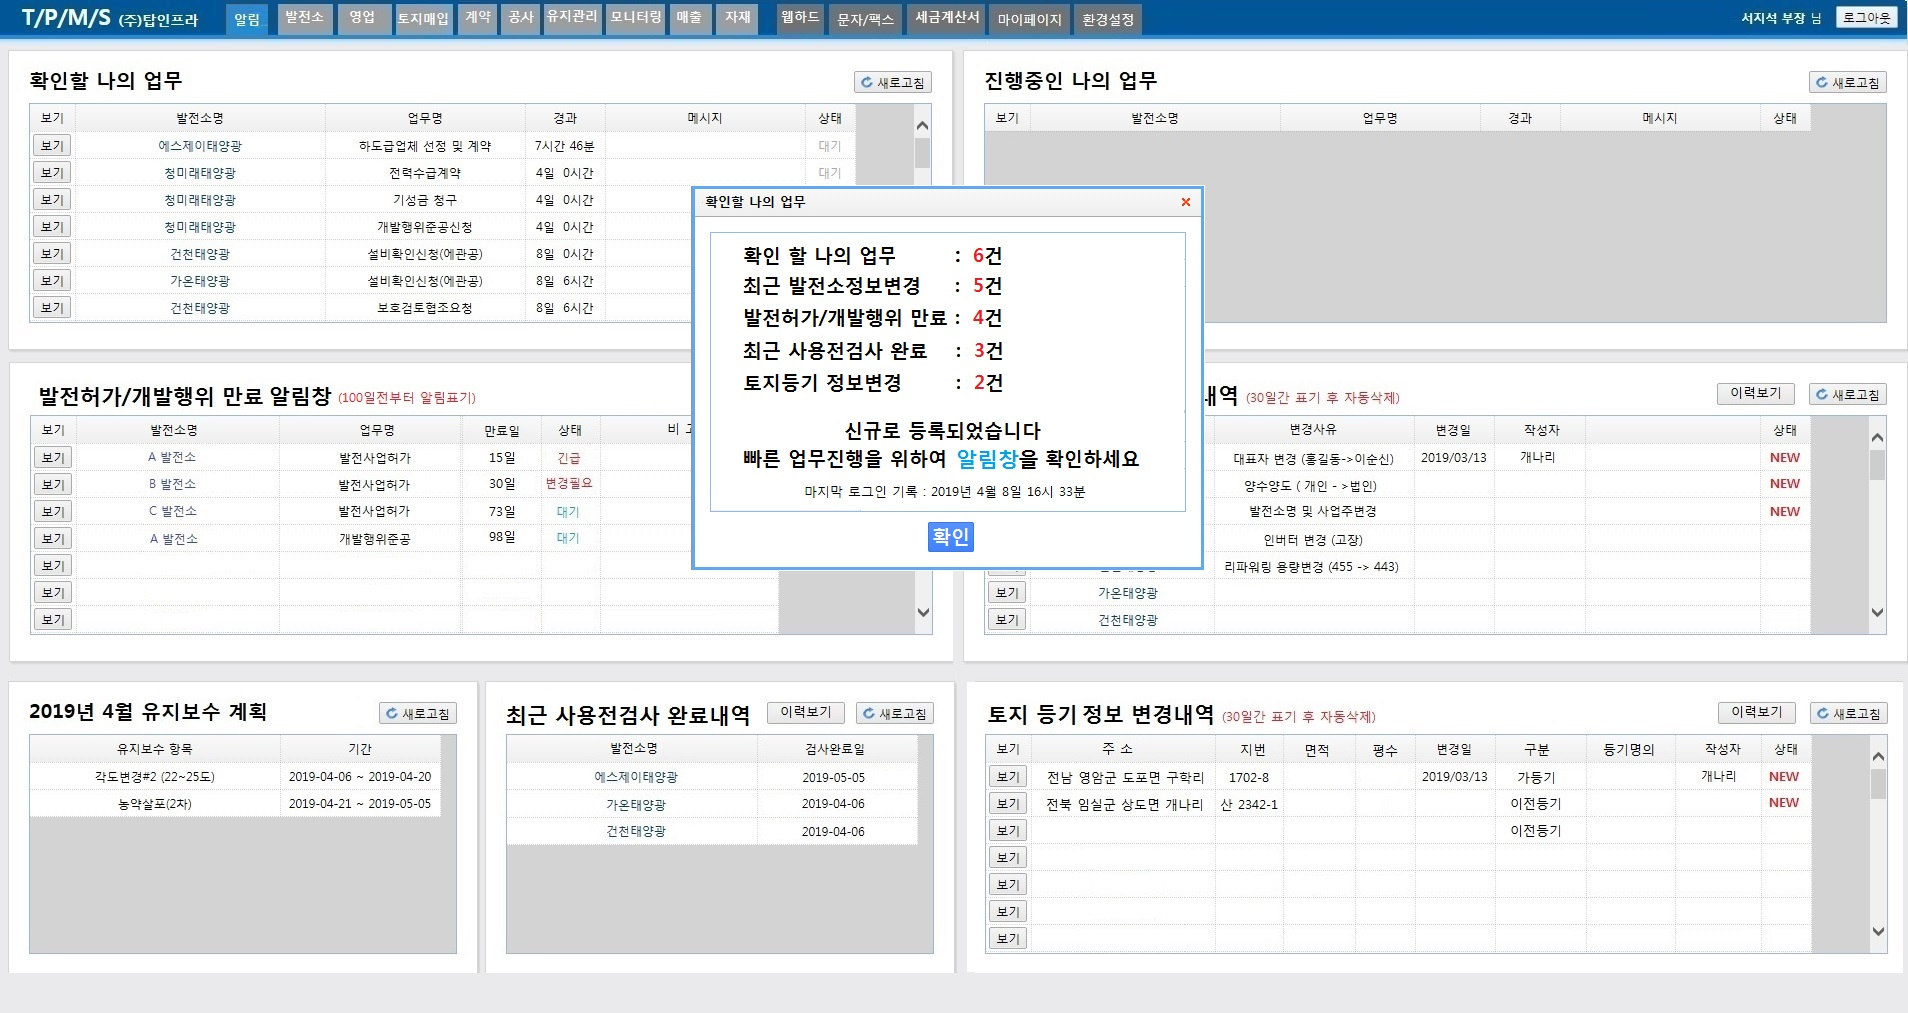 T/P/M/S (주)탑인프라 알림 발전소 영업 토지매입 계약 공사 유지관리 모니터링 매출 자재 웹하드 문자/팩스 세금계산서 마이페이지 환경설정 서지석 부장 님 로그아웃
확인할 나의 업무 새로고침
보기 발전소명 업무명 경과 메시지 상태
보기 에스제이태양광 하도급업체 선정 및 계약 7시간 46분 대기
보기 청미래태양광 전력수급계약 4일 0시간 대기
보기 청미래태양광 기성금 청구 4일 0시간
보기 청미래태양광 개발행위준공신청 4일 0시간
보기 건천태양광 설비확인신청(에관공) 8일 0시간
보기 가온태양광 설비확인신청(에관공) 8일 6시간
보기 건천태양광 보호검토협조요청 8일 6시간
진행중인 나의 업무 새로고침
보기 발전소명 업무명 경과 메시지 상태
확인할 나의 업무 ×
확인 할 나의 업무 : 6건
최근 발전소정보변경 : 5건
발전허가/개발행위 만료 : 4건
최근 사용전검사 완료 : 3건
토지등기 정보변경 : 2건
신규로 등록되었습니다
빠른 업무진행을 위하여 알림창을 확인하세요
마지막 로그인 기록 : 2019년 4월 8일 16시 33분
확인
발전허가/개발행위 만료 알림창 (100일전부터 알림표기)
보기 발전소명 업무명 만료일 상태 비 고
보기 A 발전소 발전사업허가 15일 긴급
보기 B 발전소 발전사업허가 30일 변경필요
보기 C 발전소 발전사업허가 73일 대기
보기 A 발전소 개발행위준공 98일 대기
보기
보기
보기
내역 (30일간 표기 후 자동삭제) 이력보기 새로고침
변경사유 변경일 작성자 상태
대표자 변경 (홍길동->이순신) 2019/03/13 개나리 NEW
양수양도 ( 개인 - >법인) NEW
발전소명 및 사업주변경 NEW
인버터 변경 (고장)
리파워링 용량변경 (455 -> 443)
보기 가온태양광
보기 건천태양광
2019년 4월 유지보수 계획 새로고침
유지보수 항목 기간
각도변경#2 (22~25도) 2019-04-06 ~ 2019-04-20
농약살포(2차) 2019-04-21 ~ 2019-05-05
최근 사용전검사 완료내역 이력보기 새로고침
발전소명 검사완료일
에스제이태양광 2019-05-05
가온태양광 2019-04-06
건천태양광 2019-04-06
토지 등기 정보 변경내역 (30일간 표기 후 자동삭제) 이력보기 새로고침
보기 주 소 지번 면적 평수 변경일 구분 등기명의 작성자 상태
보기 전남 영암군 도포면 구학리 1702-8 2019/03/13 가등기 개나리 NEW
보기 전북 임실군 상도면 개나리 산 2342-1 이전등기 NEW
보기 이전등기
보기
보기
보기
보기